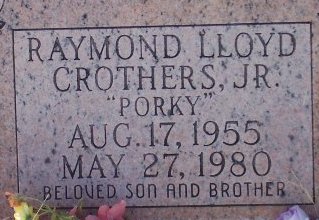 RAYMOND LLOYD
CROTHERS, JR.
"PORKY"
AUG. 17, 1955
MAY 27, 1980
BELOVED SON AND BROTHER